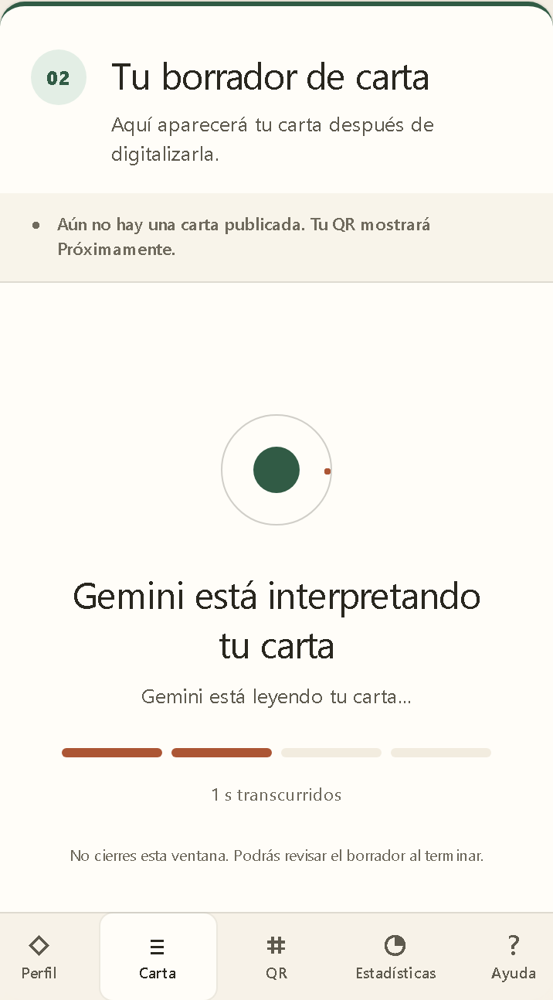 02
Tu borrador de carta
Aquí aparecerá tu carta después de
digitalizarla.
Aún no hay una carta publicada. Tu QR mostrará
Próximamente.
Gemini está interpretando
tu carta
Gemini está leyendo tu carta...
1 s transcurridos
No cierres esta ventana. Podrás revisar el borrador al terminar.
Perfil
Carta
QR
Estadísticas
Ayuda